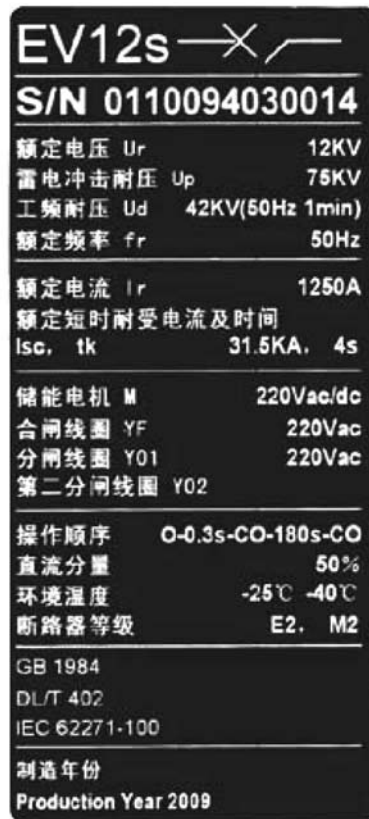 EV12s
S/N 0110094030014
额定电压 Ur 12KV
雷电冲击耐压 Up 75KV
工频耐压 Ud 42KV(50Hz 1min)
额定频率 fr 50Hz
额定电流 Ir 1250A
额定短时耐受电流及时间
Isc, tk 31.5KA, 4s
储能电机 M 220Vac/dc
合闸线圈 YF 220Vac
分闸线圈 Y01 220Vac
第二分闸线圈 Y02
操作顺序 O-0.3s-CO-180s-CO
直流分量 50%
环境温度 -25℃ -40℃
断路器等级 E2, M2
GB 1984
DL/T 402
IEC 62271-100
制造年份
Production Year 2009